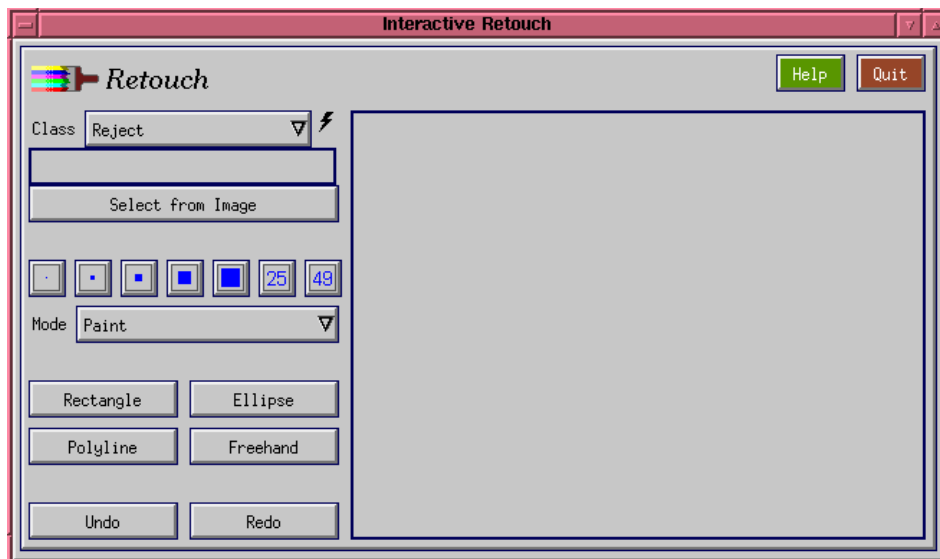 Interactive Retouch
Retouch
Help Quit
Class Reject
Select from Image
25 49
Mode Paint
Rectangle Ellipse
Polyline Freehand
Undo Redo